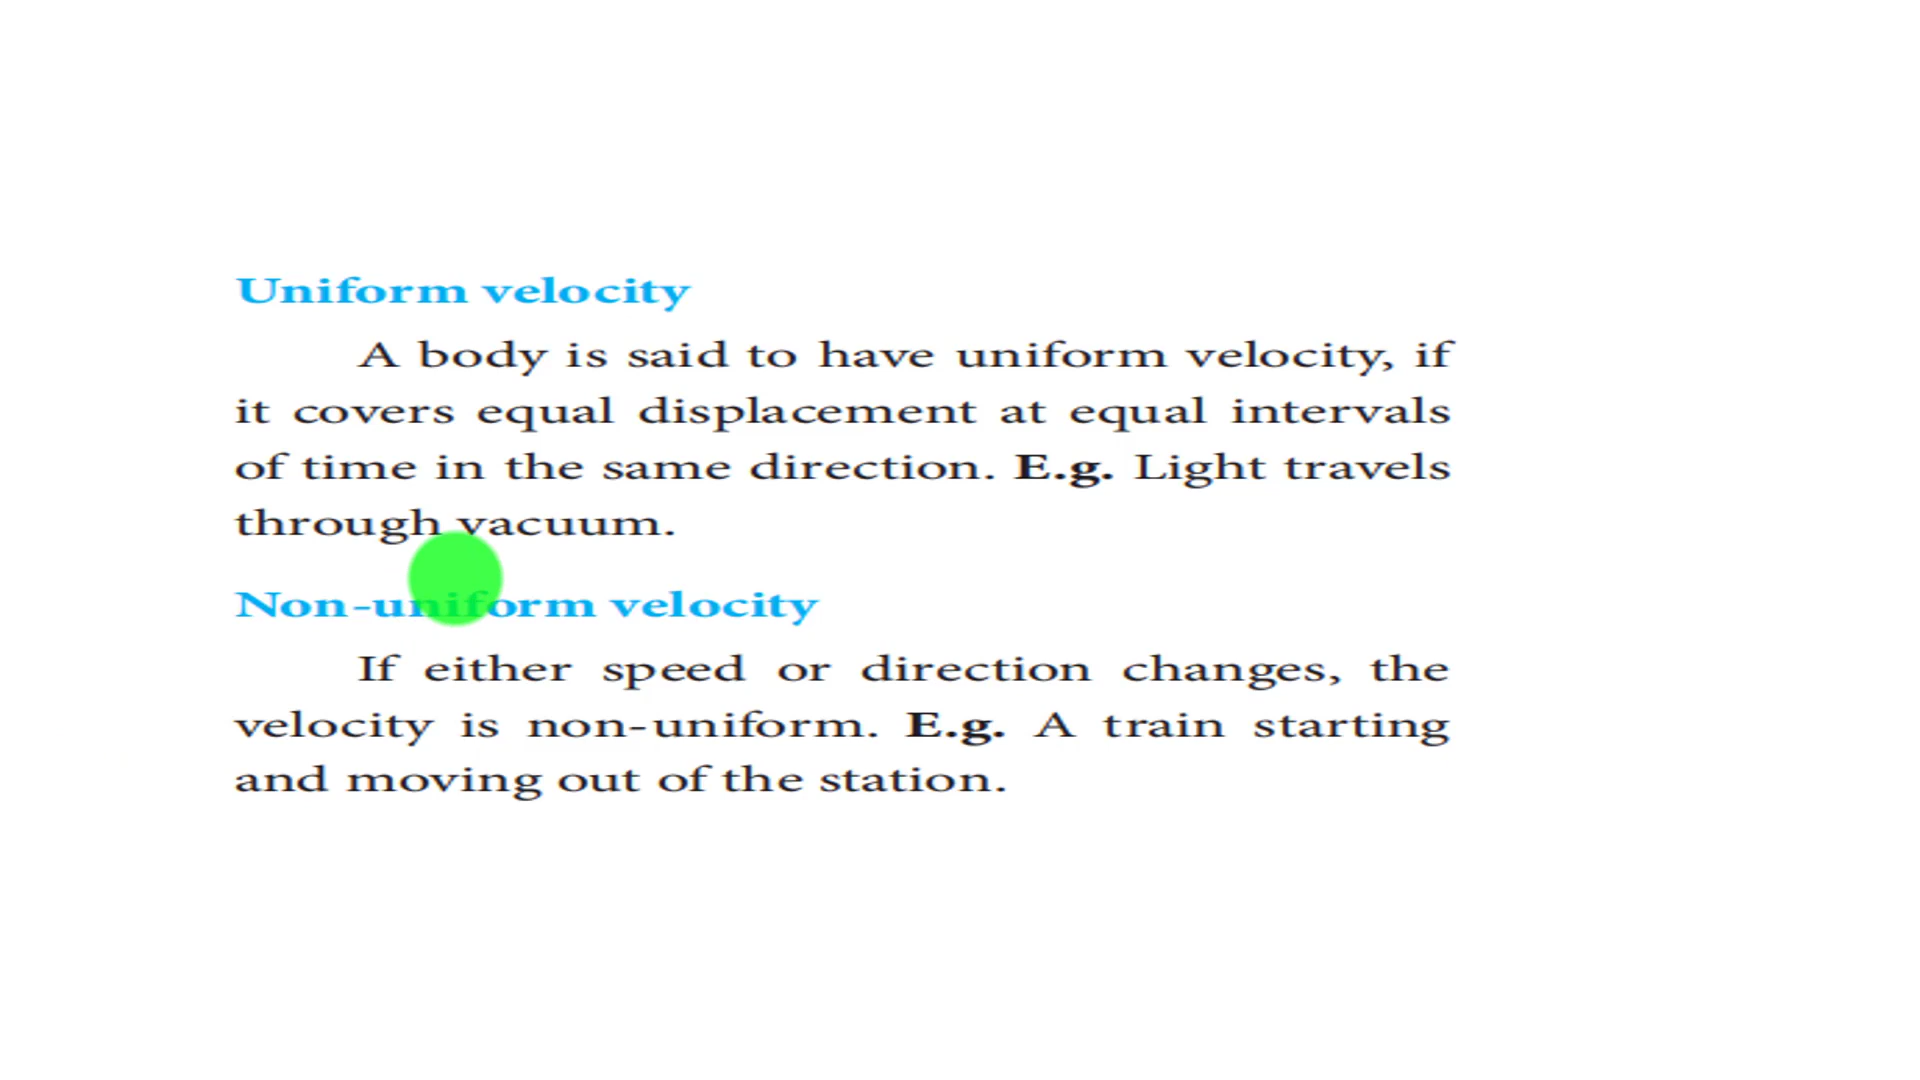 Uniform velocity
A body is said to have uniform velocity, if
it covers equal displacement at equal intervals
of time in the same direction. E.g. Light travels
through vacuum.
Non-uniform velocity
If either speed or direction changes, the
velocity is non-uniform. E.g. A train starting
and moving out of the station.